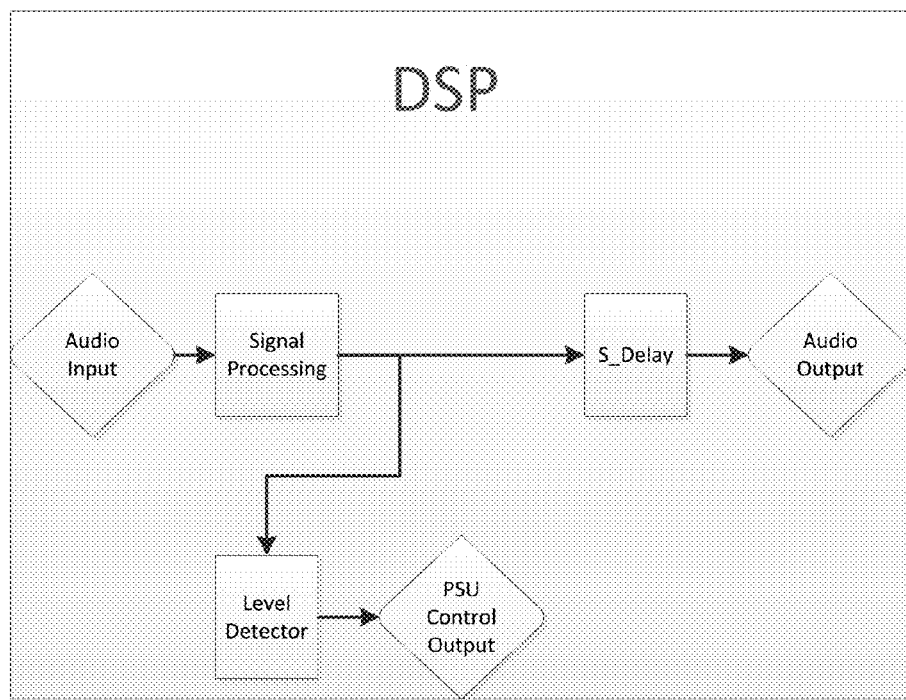 DSP
Audio
Input
Signal
Processing
S_Delay
Audio
Output
Level
Detector
PSU
Control
Output